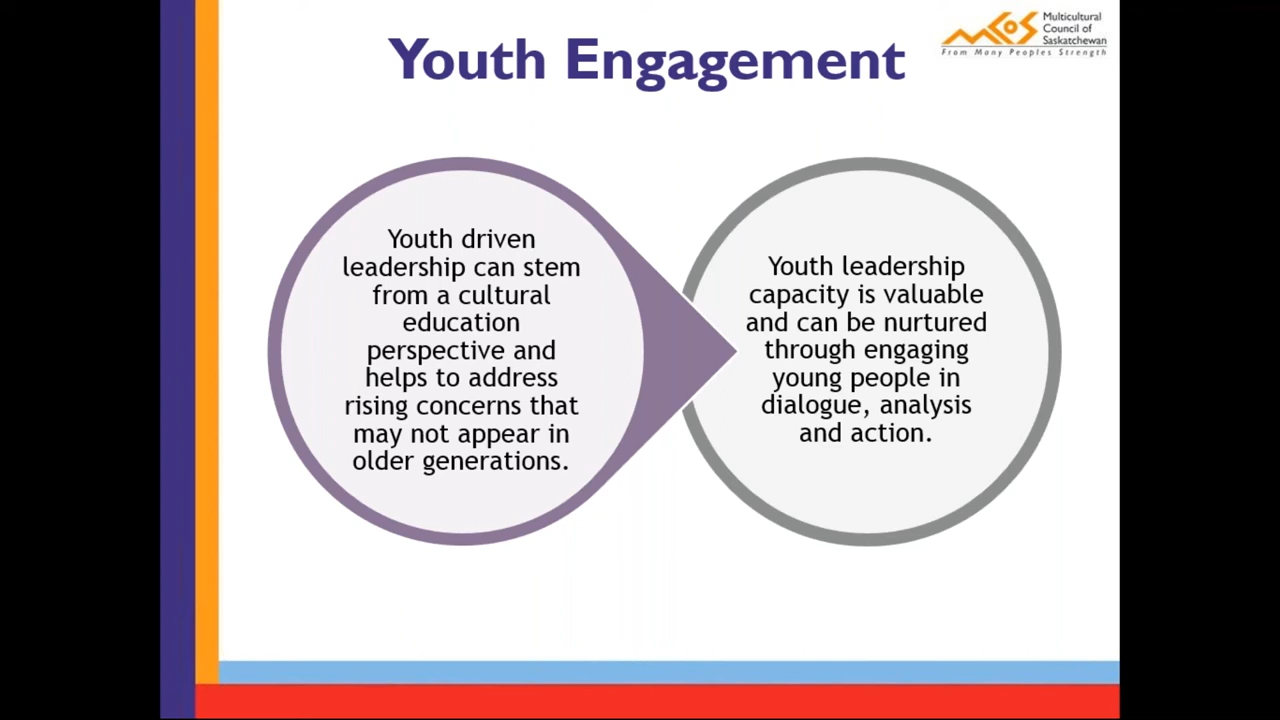 Youth Engagement
MCoS
Multicultural
Council of
Saskatchewan
From Many Peoples Strength
Youth driven
leadership can stem
from a cultural
education
perspective and
helps to address
rising concerns that
may not appear in
older generations.
Youth leadership
capacity is valuable
and can be nurtured
through engaging
young people in
dialogue, analysis
and action.